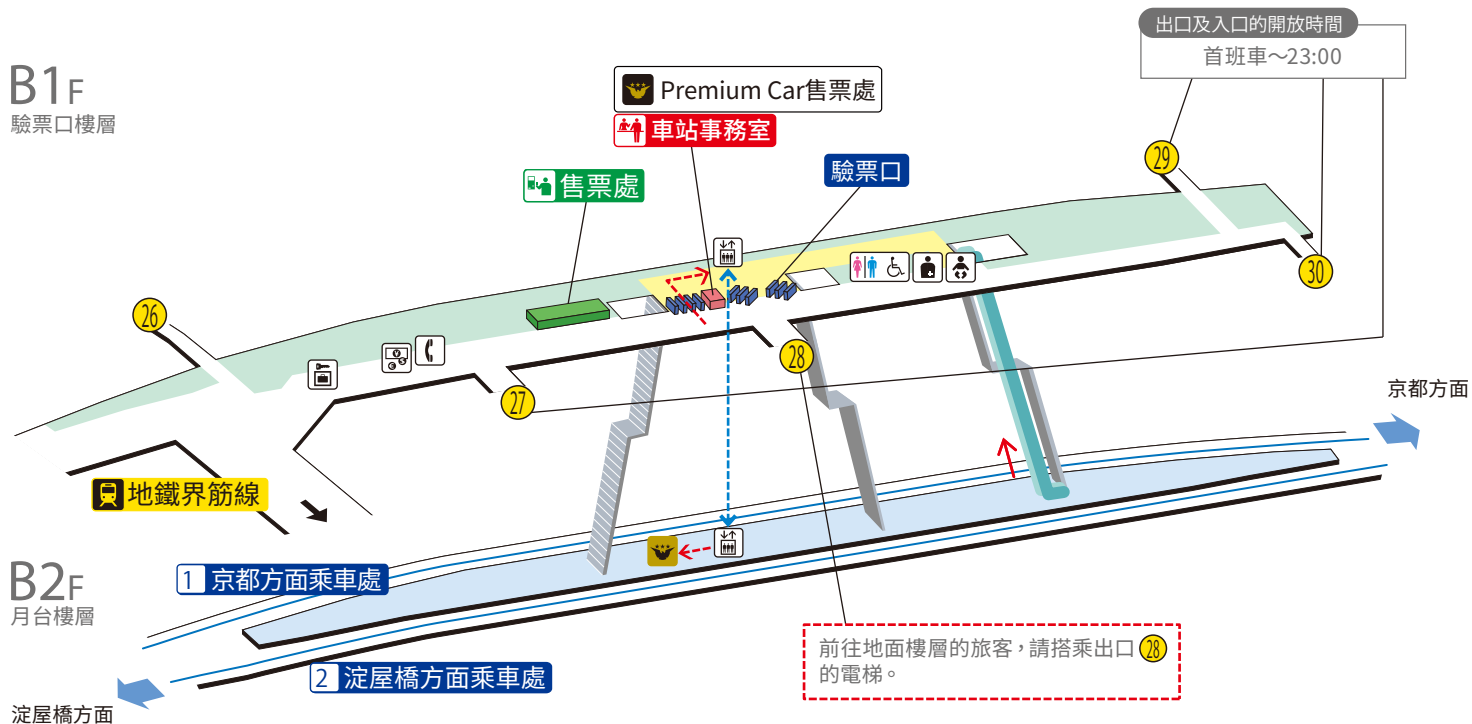 出口及入口的開放時間
首班車～23:00
B1F
驗票口樓層
Premium Car售票處
車站事務室
售票處
驗票口
29
30
26
28
27
京都方面
地鐵界筋線
B2F
月台樓層
1 京都方面乘車處
2 淀屋橋方面乘車處
前往地面樓層的旅客，請搭乘出口28
的電梯。
淀屋橋方面